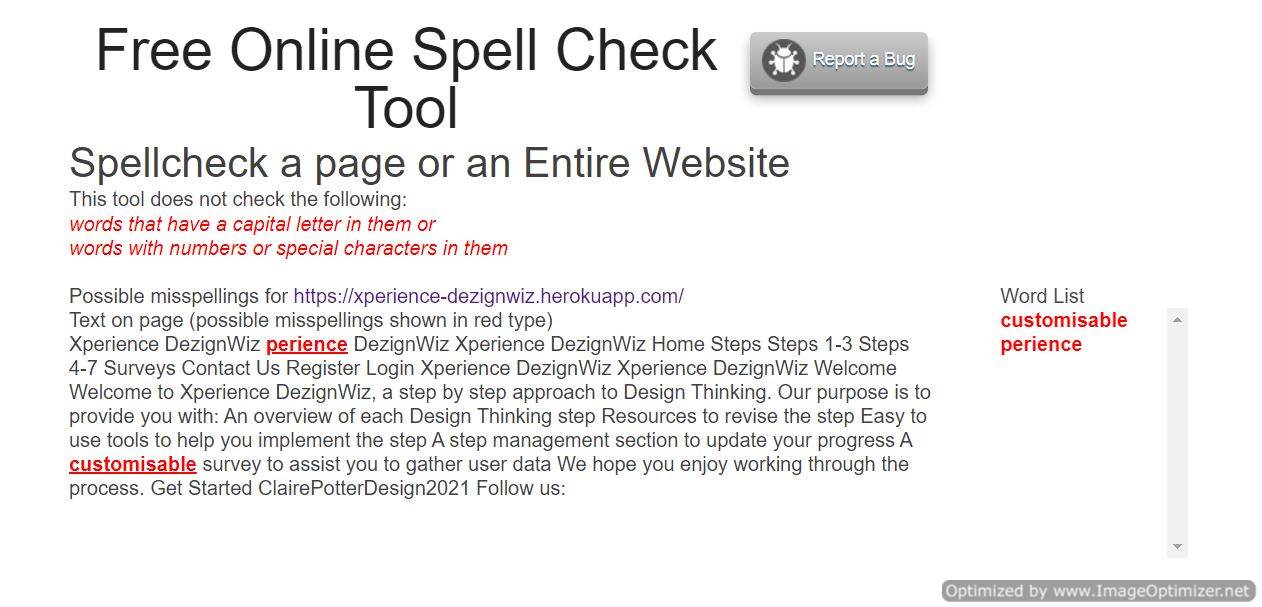 Free Online Spell Check
Tool
Report a Bug
Spellcheck a page or an Entire Website
This tool does not check the following:
words that have a capital letter in them or
words with numbers or special characters in them
Possible misspellings for https://xperience-dezignwiz.herokuapp.com/
Text on page (possible misspellings shown in red type)
Xperience DezignWiz perience DezignWiz Xperience DezignWiz Home Steps Steps 1-3 Steps
4-7 Surveys Contact Us Register Login Xperience DezignWiz Xperience DezignWiz Welcome
Welcome to Xperience DezignWiz, a step by step approach to Design Thinking. Our purpose is to
provide you with: An overview of each Design Thinking step Resources to revise the step Easy to
use tools to help you implement the step A step management section to update your progress A
customisable survey to assist you to gather user data We hope you enjoy working through the
process. Get Started ClairePotterDesign2021 Follow us:
Word List
customisable
perience
Optimized by www.ImageOptimizer.net